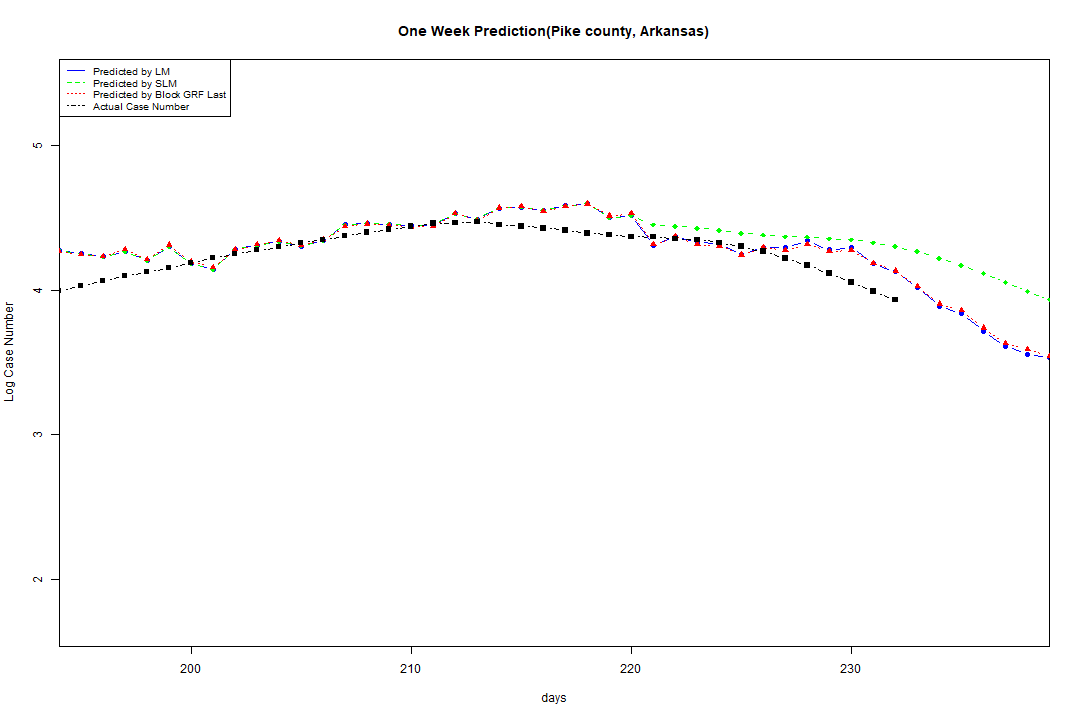 One Week Prediction(Pike county, Arkansas)
Predicted by LM
Predicted by SLM
Predicted by Block GRF Last
Actual Case Number
5
4
3
2
Log Case Number
200 210 220 230
days